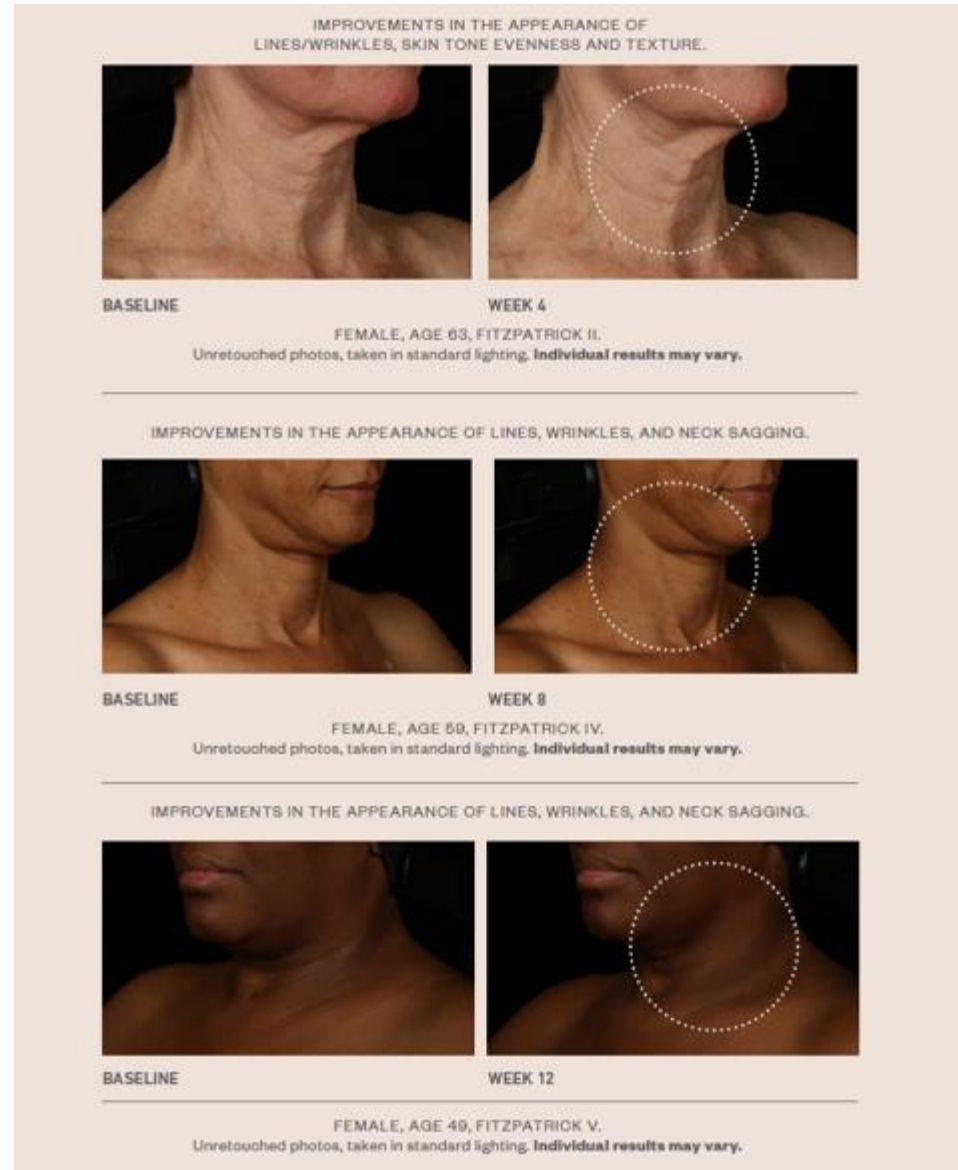 IMPROVEMENTS IN THE APPEARANCE OF
LINES/WRINKLES, SKIN TONE EVENNESS AND TEXTURE.
BASELINE
WEEK 4
FEMALE, AGE 63, FITZPATRICK II.
Unretouched photos, taken in standard lighting. Individual results may vary.
IMPROVEMENTS IN THE APPEARANCE OF LINES, WRINKLES, AND NECK SAGGING.
BASELINE
WEEK 8
FEMALE, AGE 59, FITZPATRICK IV.
Unretouched photos, taken in standard lighting. Individual results may vary.
IMPROVEMENTS IN THE APPEARANCE OF LINES, WRINKLES, AND NECK SAGGING.
BASELINE
WEEK 12
FEMALE, AGE 49, FITZPATRICK V.
Unretouched photos, taken in standard lighting. Individual results may vary.